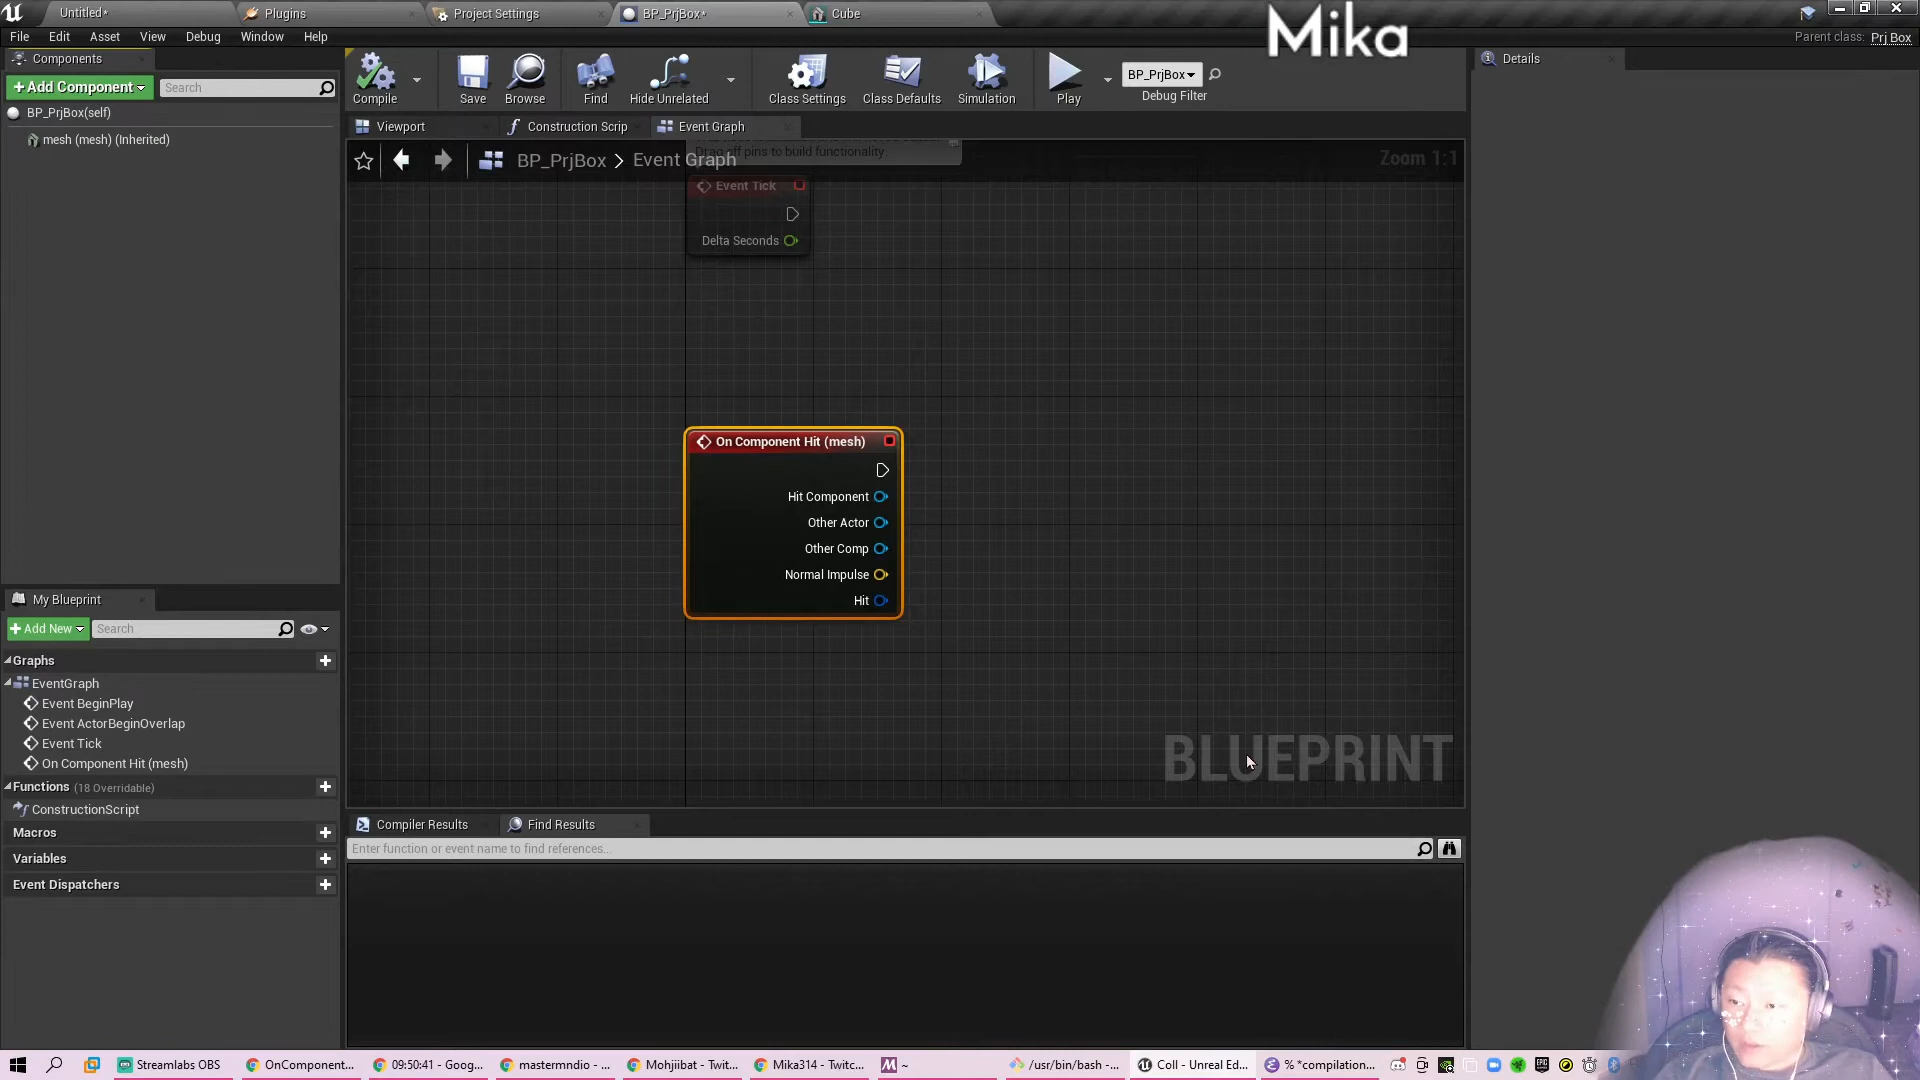 Untitled*
Plugins
Project Settings
BP_PrjBox*
Cube
Mika
File Edit Asset View Debug Window Help
Parent class: Prj Box
Components
Details
+Add Component
Search
Compile
Save
Browse
Find
Hide Unrelated
Class Settings
Class Defaults
Simulation
Play
BP_PrjBox
Debug Filter
BP_PrjBox(self)
mesh (mesh) (Inherited)
Viewport
Construction Scrip
Event Graph
BP_PrjBox > Event Graph
Drag off pins to build functionality.
Zoom 1:1
Event Tick
Delta Seconds
On Component Hit (mesh)
Hit Component
Other Actor
Other Comp
Normal Impulse
Hit
BLUEPRINT
My Blueprint
+Add New
Search
Graphs
EventGraph
Event BeginPlay
Event ActorBeginOverlap
Event Tick
On Component Hit (mesh)
Functions (18 Overridable)
ConstructionScript
Macros
Variables
Event Dispatchers
Compiler Results
Find Results
Enter function or event name to find references...
Streamlabs OBS
OnComponent...
09:50:41 - Goog...
mastermndio - ...
Mohjiibat - Twit...
Mika314 - Twitc...
~
/usr/bin/bash -...
Coll - Unreal Ed...
% *compilation...